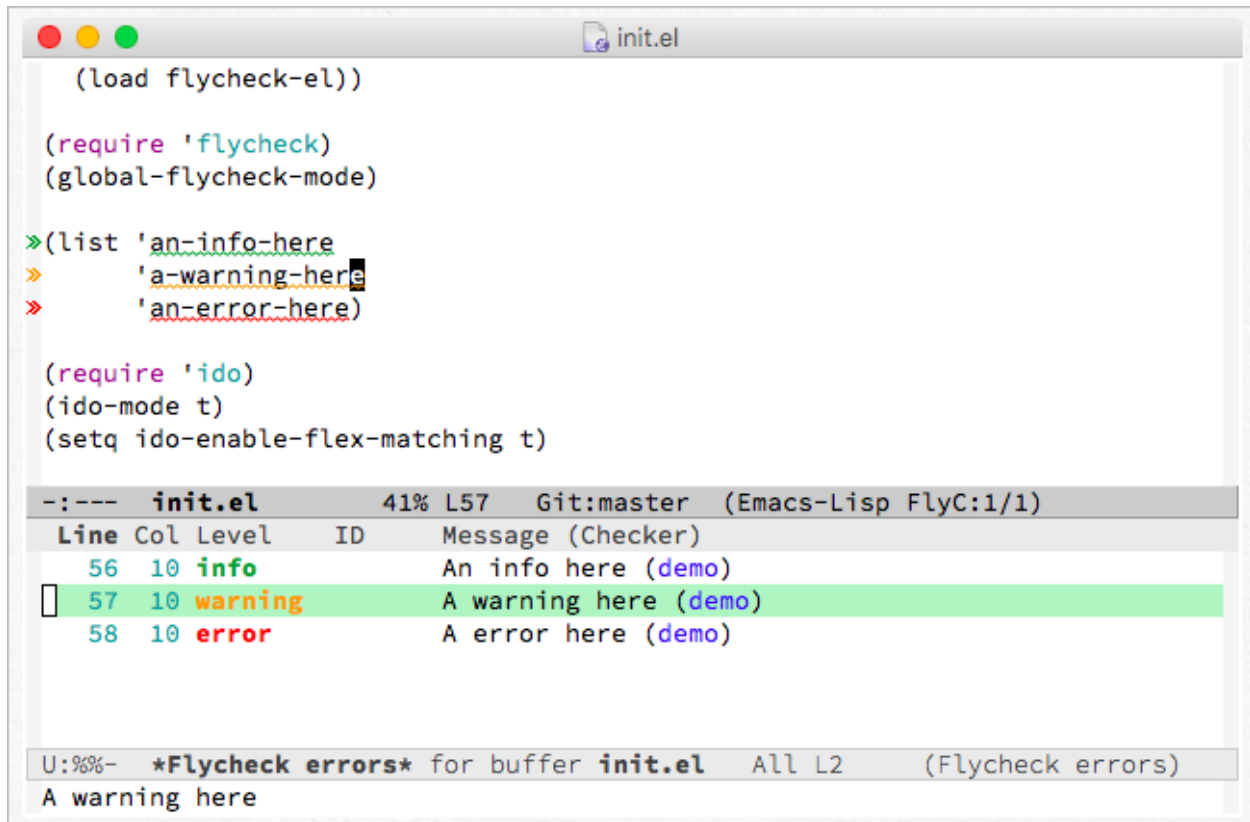 init.el
(load flycheck-el))
(require 'flycheck)
(global-flycheck-mode)
»(list 'an-info-here
» 'a-warning-here
» 'an-error-here)
(require 'ido)
(ido-mode t)
(setq ido-enable-flex-matching t)
-:--- init.el 41% L57 Git:master (Emacs-Lisp FlyC:1/1)
Line Col Level ID Message (Checker)
56 10 info An info here (demo)
57 10 warning A warning here (demo)
58 10 error A error here (demo)
U:%%- *Flycheck errors* for buffer init.el All L2 (Flycheck errors)
A warning here